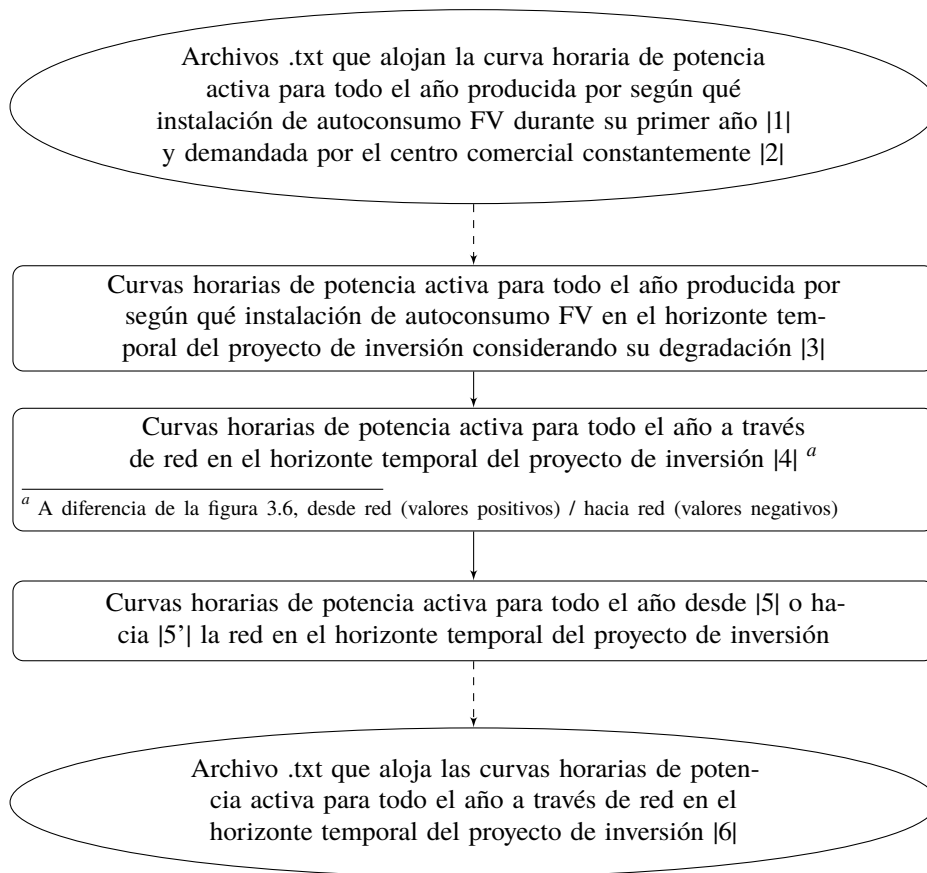 Archivos .txt que alojan la curva horaria de potencia
activa para todo el año producida por según qué
instalación de autoconsumo FV durante su primer año |1|
y demandada por el centro comercial constantemente |2|
Curvas horarias de potencia activa para todo el año producida por
según qué instalación de autoconsumo FV en el horizonte tem-
poral del proyecto de inversión considerando su degradación |3|
Curvas horarias de potencia activa para todo el año a través
de red en el horizonte temporal del proyecto de inversión |4| a
a A diferencia de la figura 3.6, desde red (valores positivos) / hacia red (valores negativos)
Curvas horarias de potencia activa para todo el año desde |5| o ha-
cia |5'| la red en el horizonte temporal del proyecto de inversión
Archivo .txt que aloja las curvas horarias de poten-
cia activa para todo el año a través de red en el
horizonte temporal del proyecto de inversión |6|